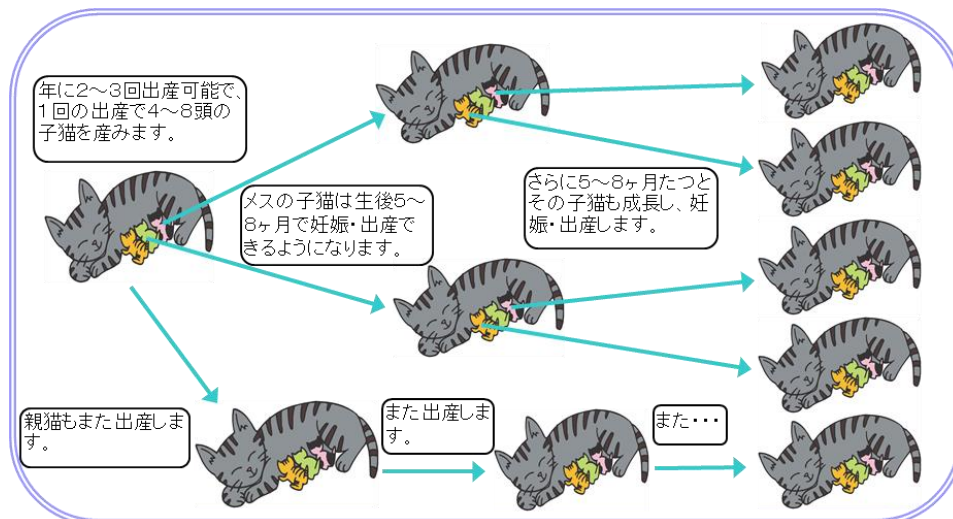 年に2～3回出産可能で、
1回の出産で4～8頭の
子猫を産みます。
メスの子猫は生後5～
8ヶ月で妊娠・出産で
きるようになります。
さらに5～8ヶ月たつと
その子猫も成長し、妊
娠・出産します。
親猫もまた出産しま
す。
また出産しま
す。
また・・・